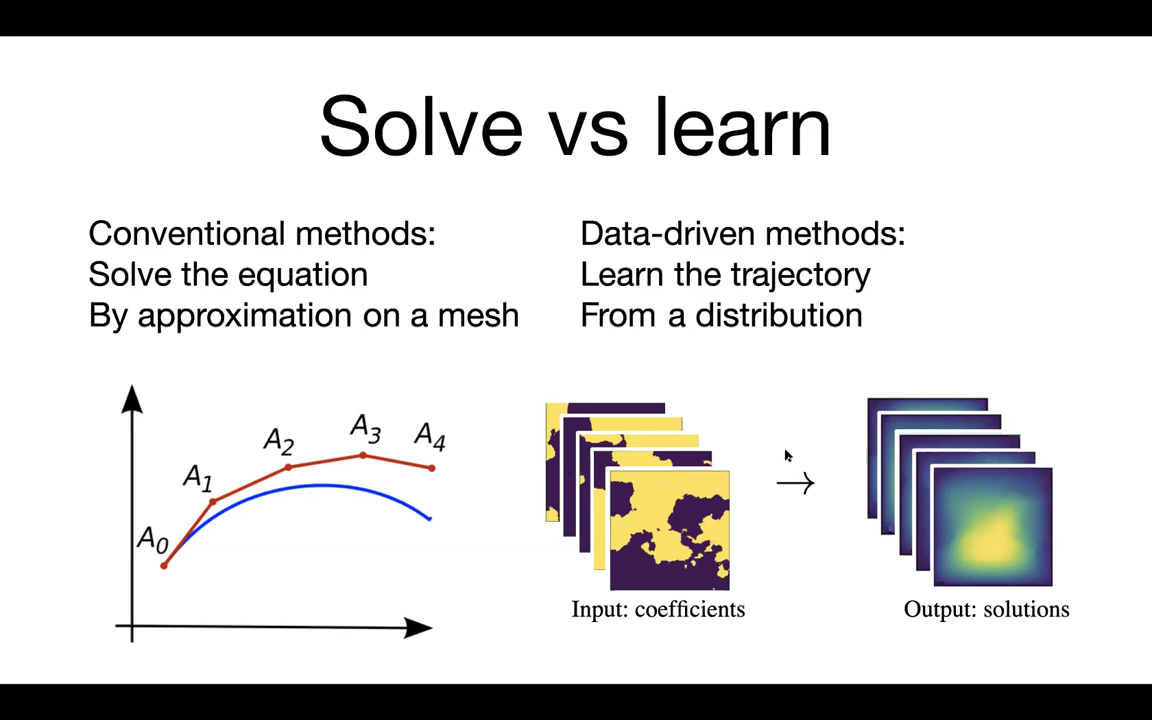 Solve vs learn
Conventional methods:
Solve the equation
By approximation on a mesh
Data-driven methods:
Learn the trajectory
From a distribution
A0
A1
A2
A3
A4
→
Input: coefficients
Output: solutions